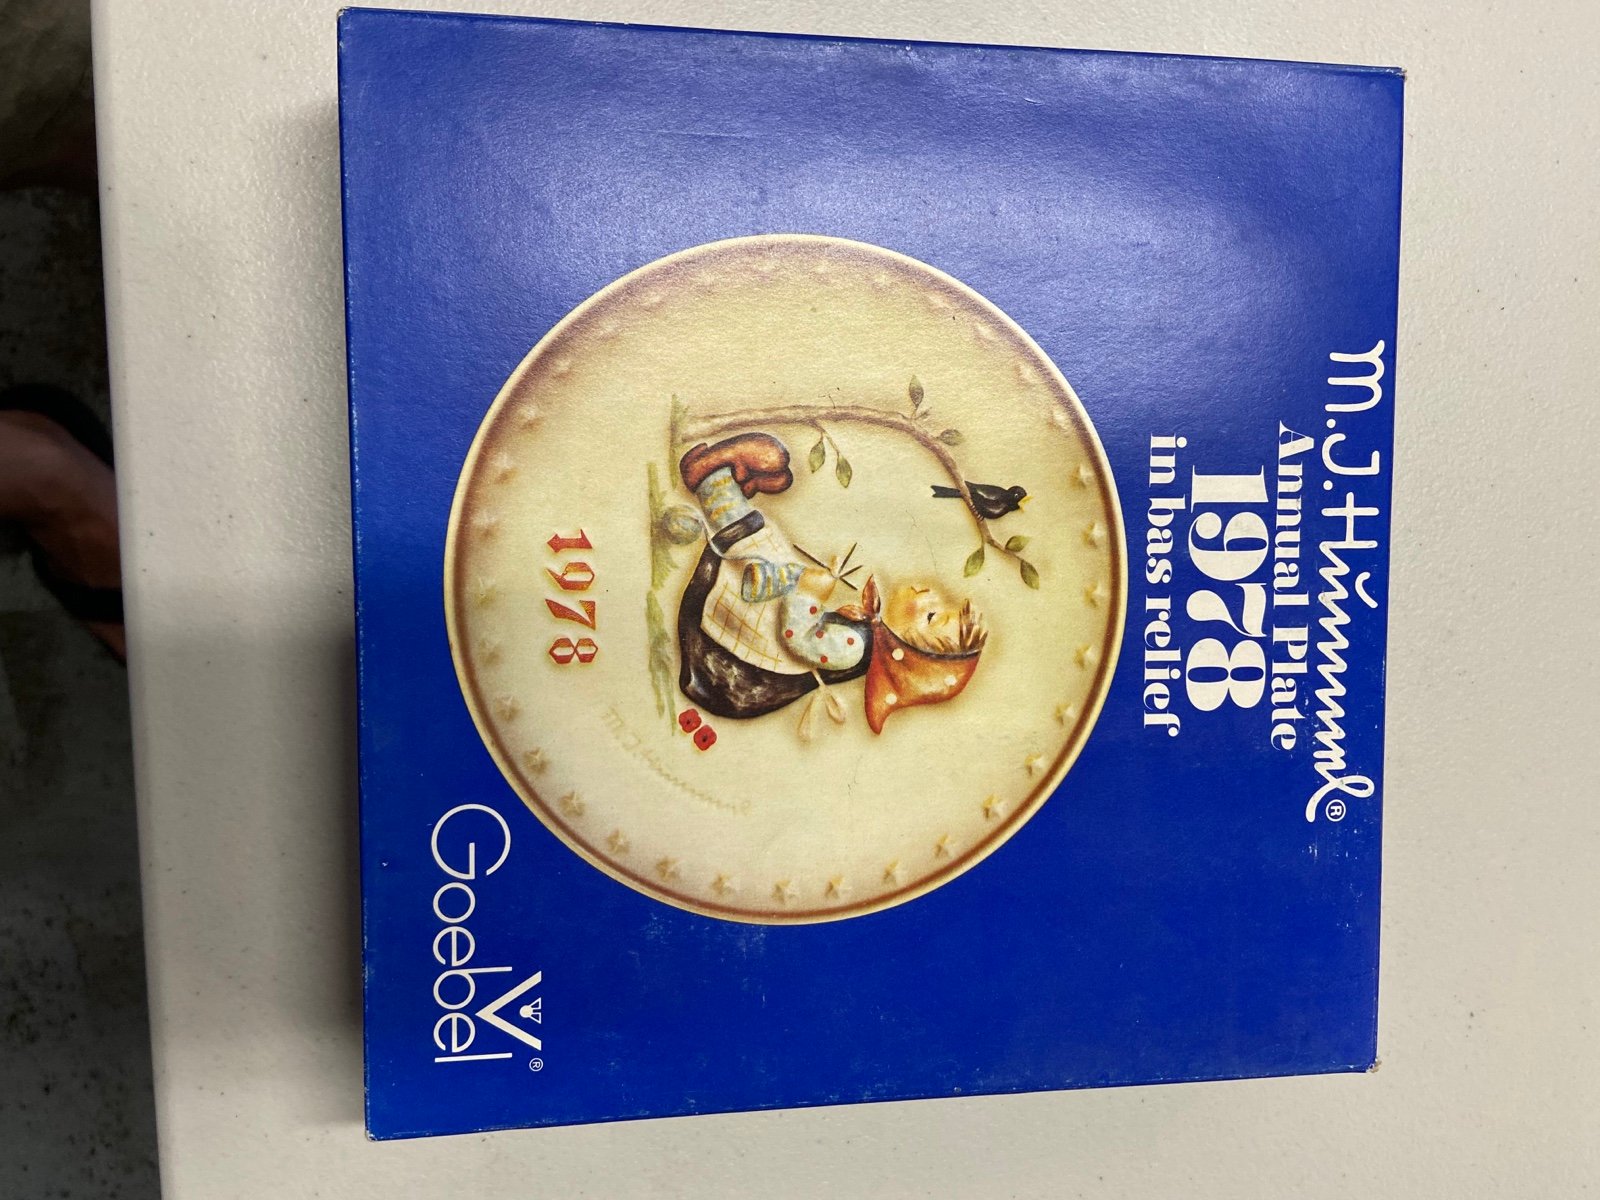 M.J.Hummel®
Annual Plate
1978
in bas relief
1978
M.J.Hummel
Goebel®